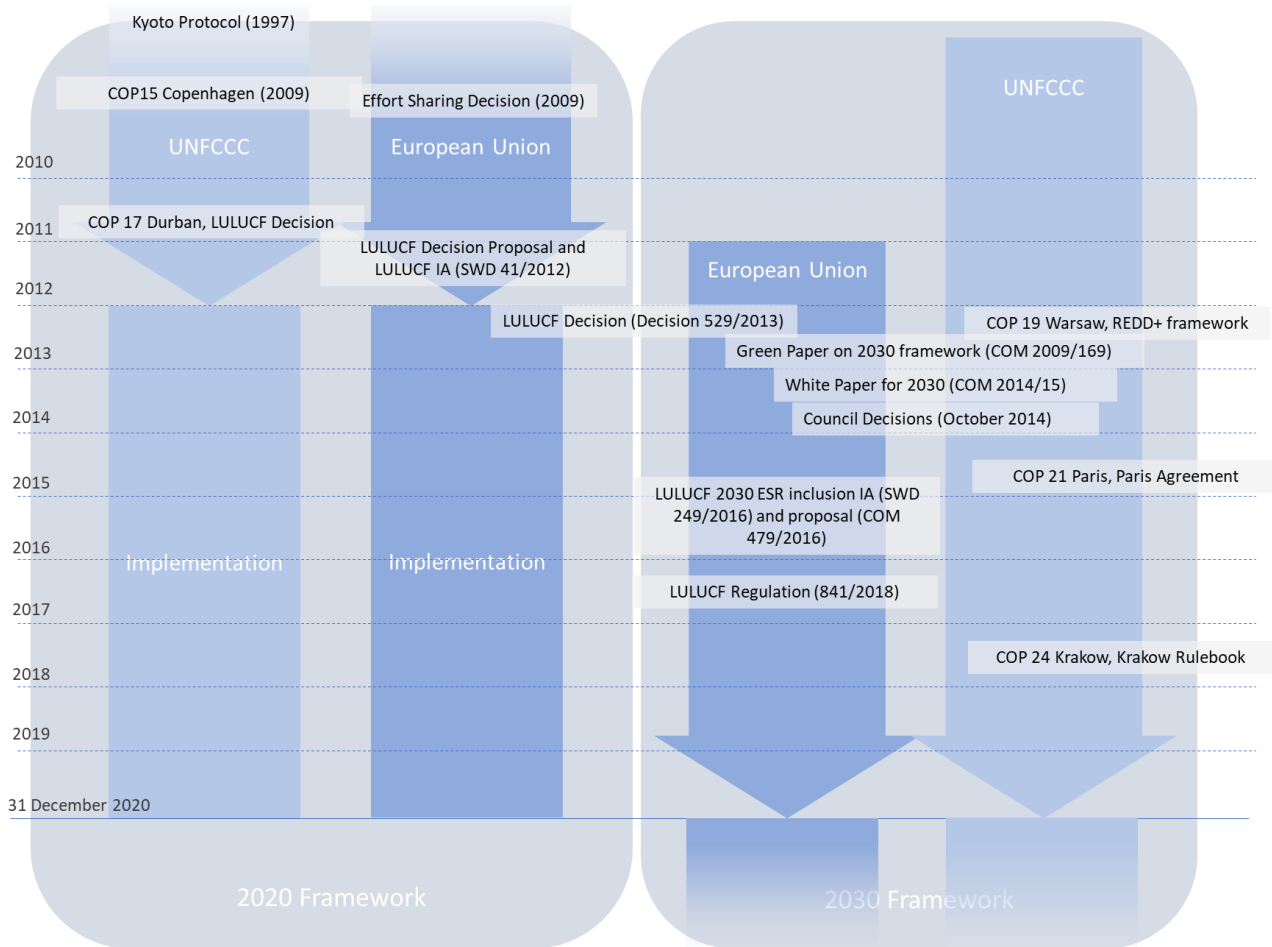 Kyoto Protocol (1997)
COP15 Copenhagen (2009)
Effort Sharing Decision (2009)
UNFCCC
UNFCCC
European Union
2010
COP 17 Durban, LULUCF Decision
2011
LULUCF Decision Proposal and
LULUCF IA (SWD 41/2012)
European Union
2012
LULUCF Decision (Decision 529/2013)
COP 19 Warsaw, REDD+ framework
2013
Green Paper on 2030 framework (COM 2009/169)
White Paper for 2030 (COM 2014/15)
2014
Council Decisions (October 2014)
2015
COP 21 Paris, Paris Agreement
LULUCF 2030 ESR inclusion IA (SWD
249/2016) and proposal (COM
479/2016)
2016
Implementation
Implementation
LULUCF Regulation (841/2018)
2017
COP 24 Krakow, Krakow Rulebook
2018
2019
31 December 2020
2020 Framework
2030 Framework